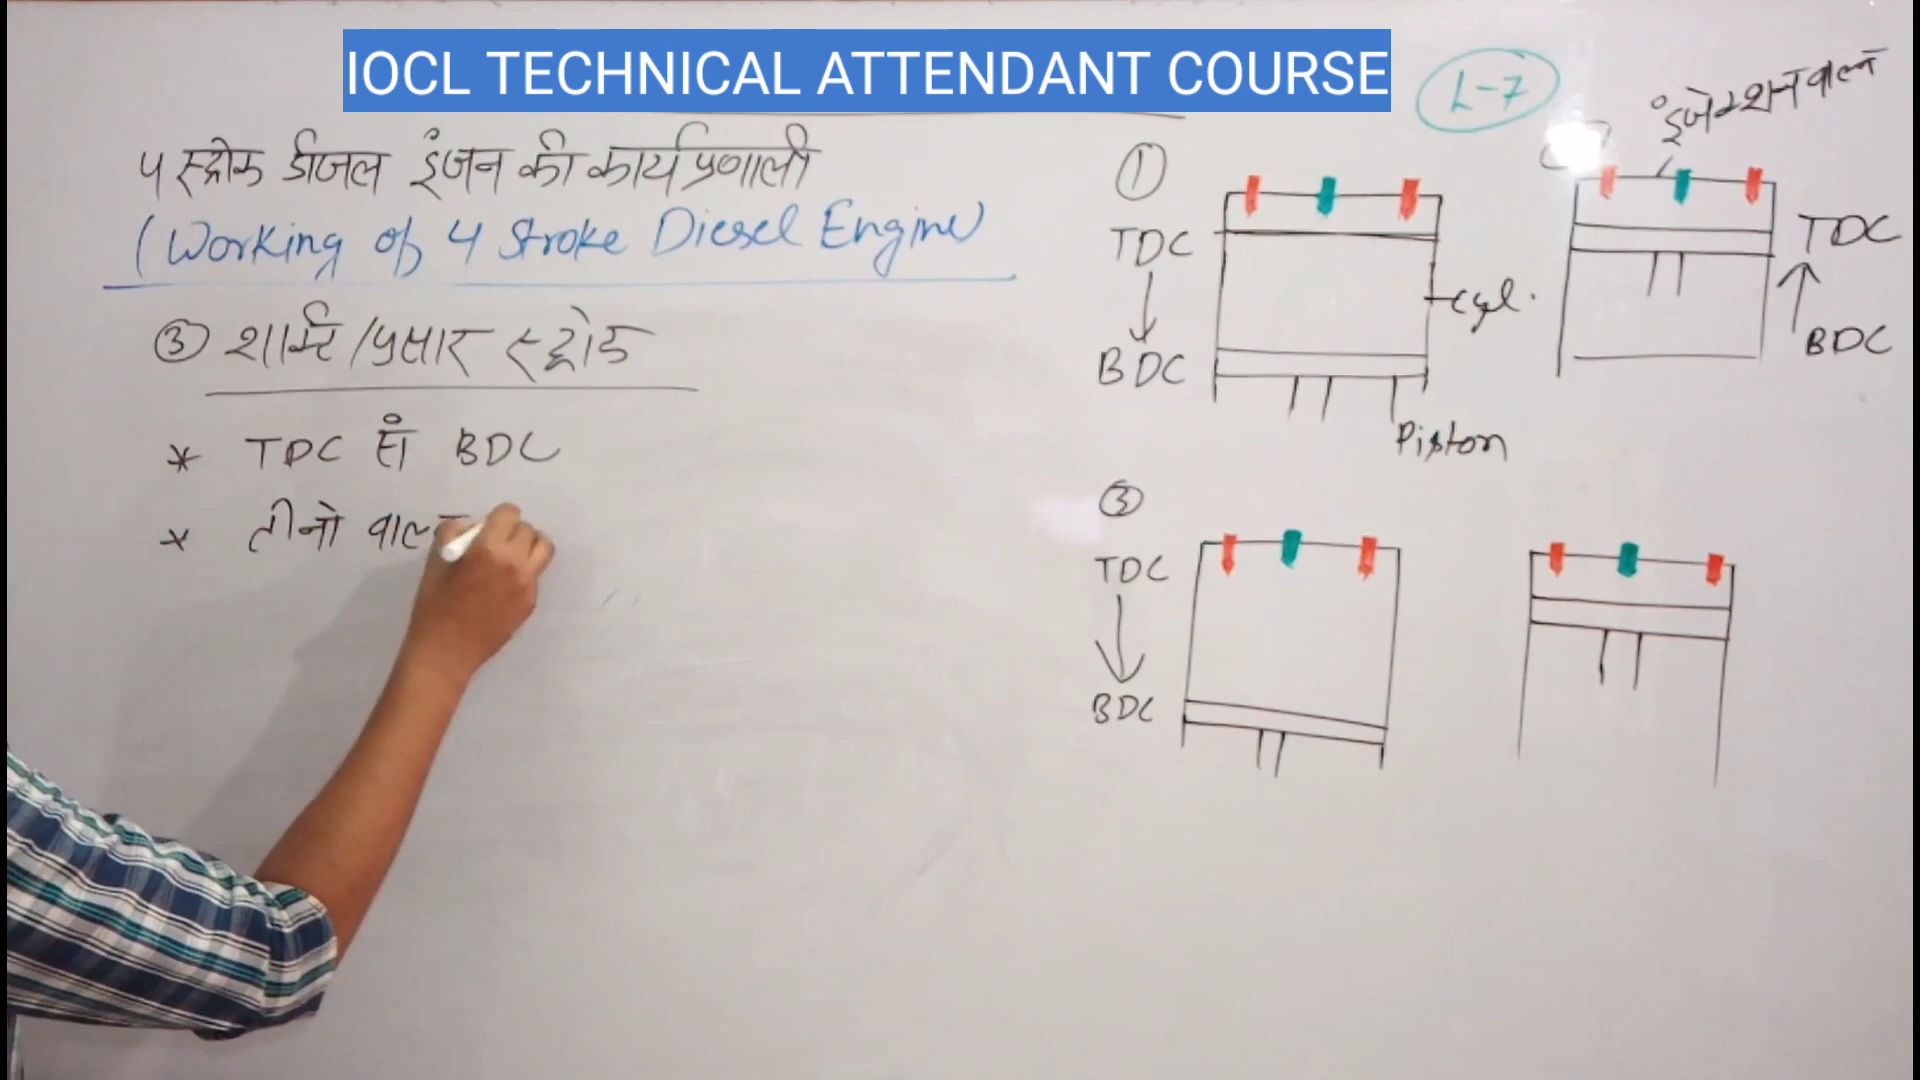 IOCL TECHNICAL ATTENDANT COURSE
L-7
इंजेक्शन वाल्व
4 स्ट्रोक डीजल इंजन की कार्य प्रणाली
(Working of 4 Stroke Diesel Engine)
①
TDC
BDC
cyl.
Piston
TDC
BDC
③ शक्ति/प्रसार स्ट्रोक
* TDC से BDC
* तीनो
③
TDC
BDC